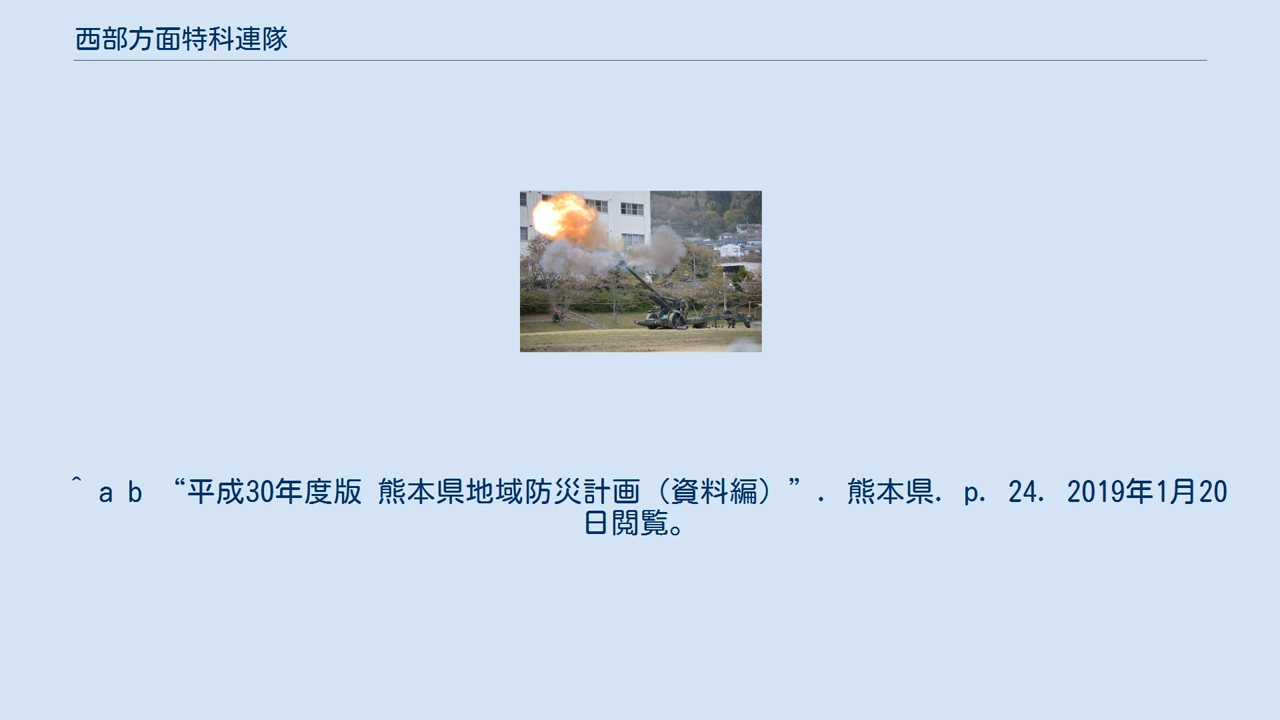 西部方面特科連隊
^ a b “平成30年度版 熊本県地域防災計画（資料編）”. 熊本県. p. 24. 2019年1月20
日閲覧。